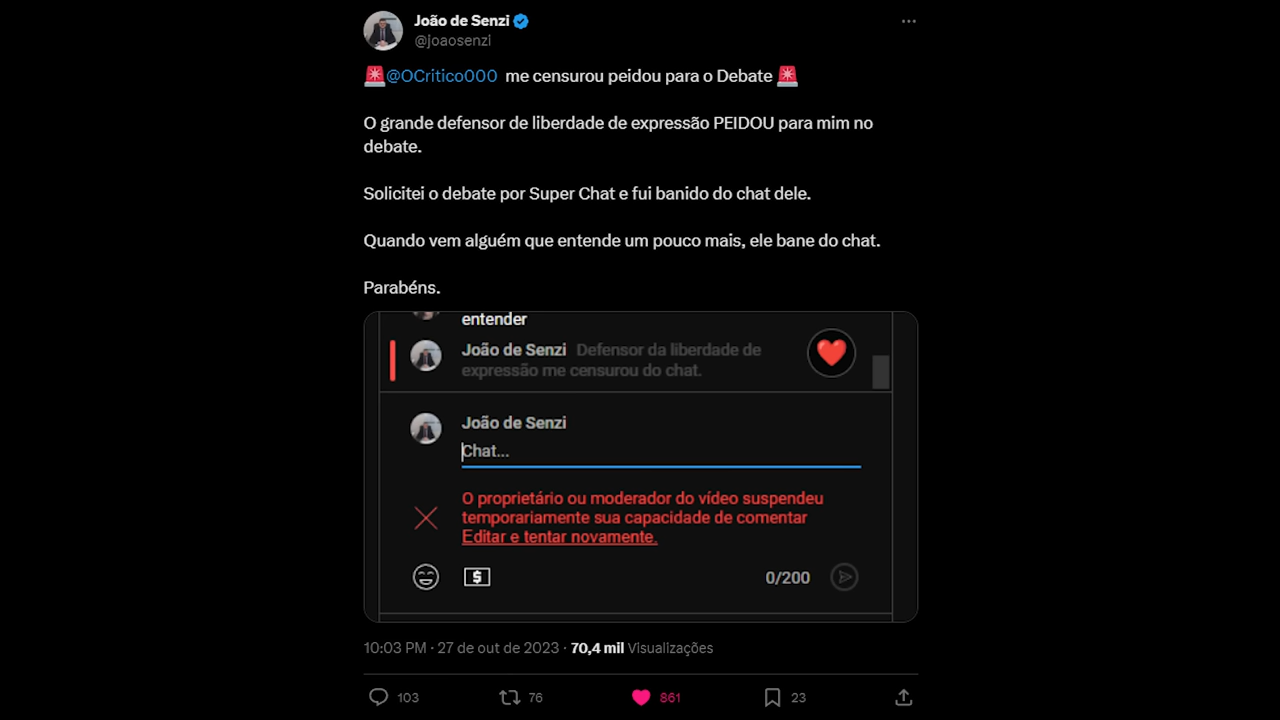 João de Senzi
@joaosenzi
🚨@OCritico000 me censurou peidou para o Debate 🚨
O grande defensor de liberdade de expressão PEIDOU para mim no
debate.
Solicitei o debate por Super Chat e fui banido do chat dele.
Quando vem alguém que entende um pouco mais, ele bane do chat.
Parabéns.
entender
João de Senzi Defensor da liberdade de
expressão me censurou do chat.
João de Senzi
Chat...
O proprietário ou moderador do vídeo suspendeu
temporariamente sua capacidade de comentar
Editar e tentar novamente.
$
0/200
10:03 PM · 27 de out de 2023 · 70,4 mil Visualizações
103 76 861 23